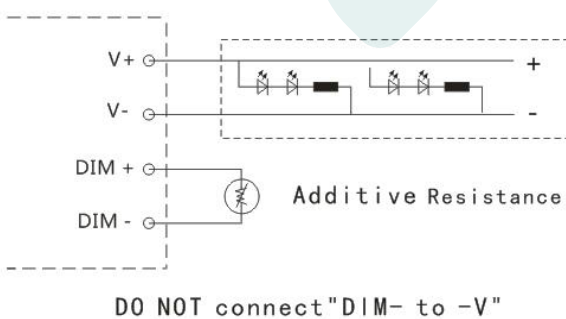 V+
+
V-
-
DIM +
Additive Resistance
DIM -
DO NOT connect"DIM- to -V"